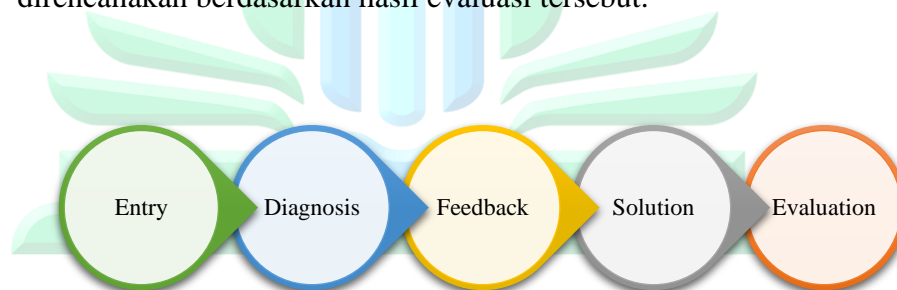 direncanakan berdasarkan hasil evaluasi tersebut.
Entry Diagnosis Feedback Solution Evaluation